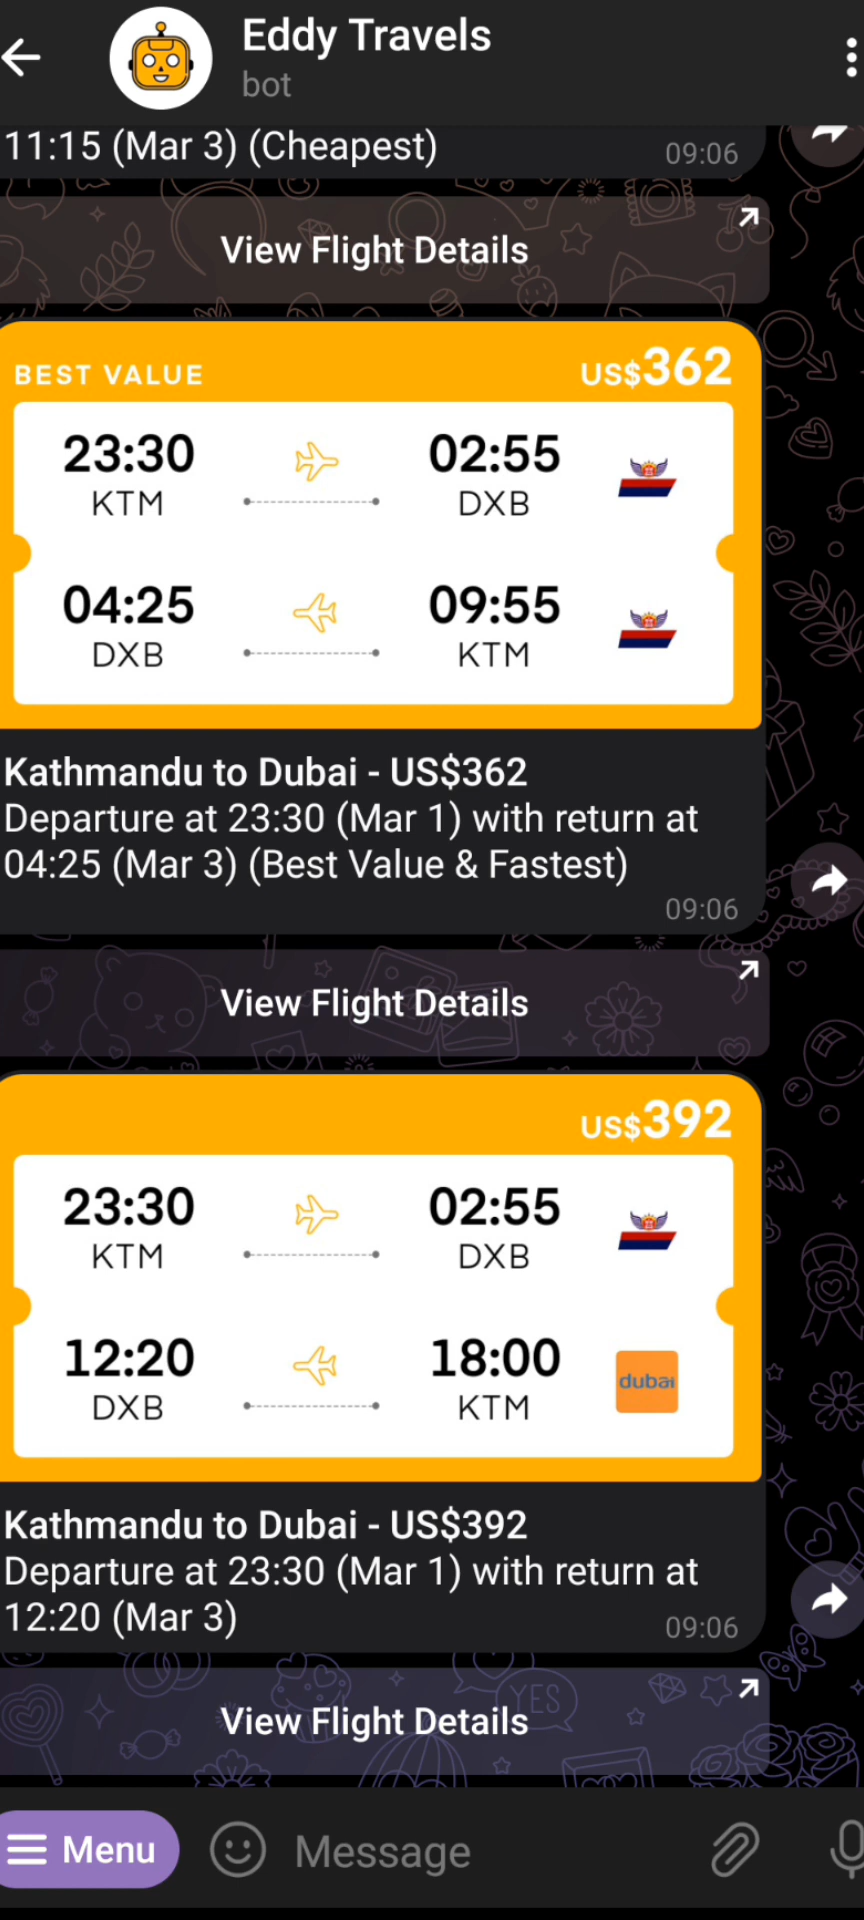 Eddy Travels
bot
11:15 (Mar 3) (Cheapest)
09:06
View Flight Details
BEST VALUE
US$362
23:30
02:55
KTM
DXB
04:25
09:55
DXB
KTM
Kathmandu to Dubai - US$362
Departure at 23:30 (Mar 1) with return at
04:25 (Mar 3) (Best Value & Fastest)
09:06
View Flight Details
US$392
23:30
02:55
KTM
DXB
12:20
18:00
dubai
DXB
KTM
Kathmandu to Dubai - US$392
Departure at 23:30 (Mar 1) with return at
12:20 (Mar 3)
09:06
YES
View Flight Details
Menu
Message